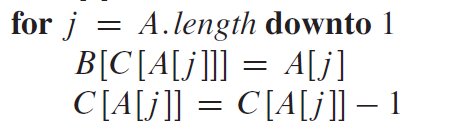 for j = A.length downto 1
B[C[A[j]]] = A[j]
C[A[j]] = C[A[j]] – 1